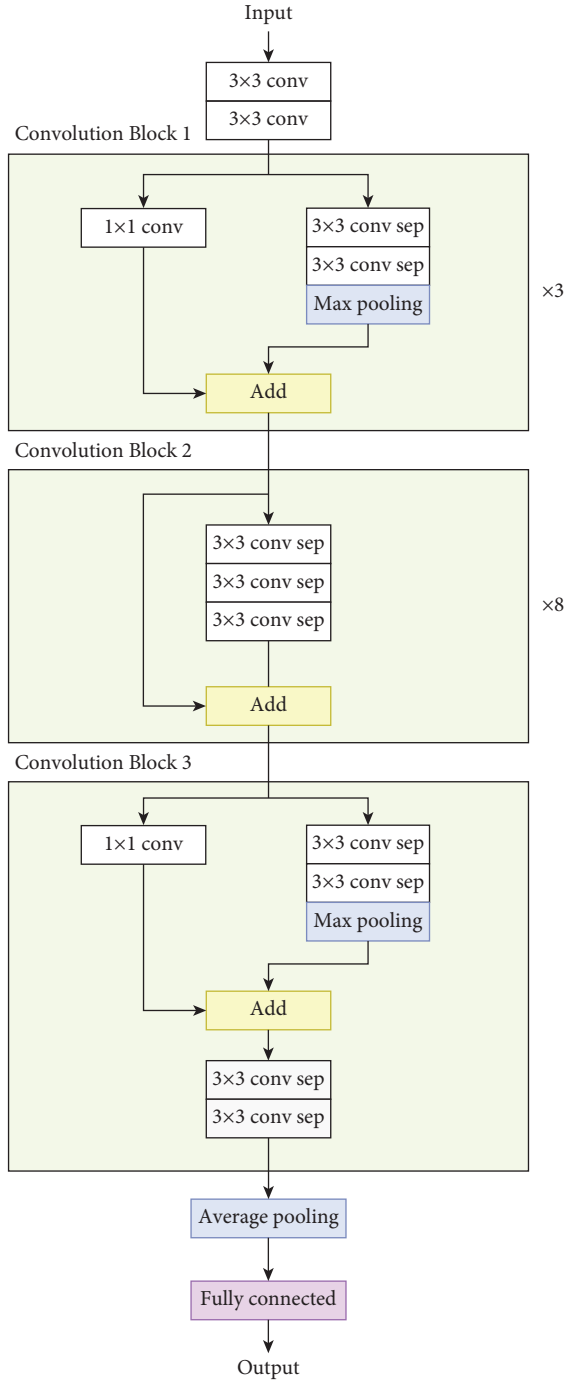 Input
3×3 conv
3×3 conv
Convolution Block 1
1×1 conv
3×3 conv sep
3×3 conv sep
Max pooling
×3
Add
Convolution Block 2
3×3 conv sep
3×3 conv sep
3×3 conv sep
×8
Add
Convolution Block 3
1×1 conv
3×3 conv sep
3×3 conv sep
Max pooling
Add
3×3 conv sep
3×3 conv sep
Average pooling
Fully connected
Output